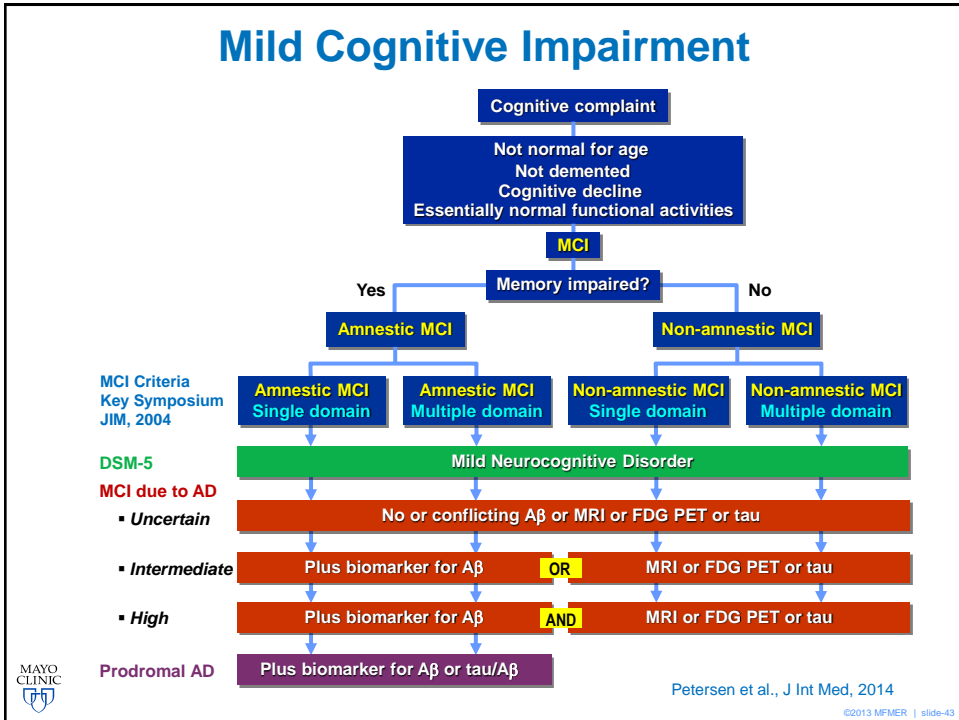 Mild Cognitive Impairment
Cognitive complaint
Not normal for age
Not demented
Cognitive decline
Essentially normal functional activities
MCI
Memory impaired?
Yes
No
Amnestic MCI
Non-amnestic MCI
MCI Criteria
Key Symposium
JIM, 2004
Amnestic MCI
Single domain
Amnestic MCI
Multiple domain
Non-amnestic MCI
Single domain
Non-amnestic MCI
Multiple domain
DSM-5
Mild Neurocognitive Disorder
MCI due to AD
▪ Uncertain
No or conflicting Aβ or MRI or FDG PET or tau
▪ Intermediate
Plus biomarker for Aβ
OR
MRI or FDG PET or tau
▪ High
Plus biomarker for Aβ
AND
MRI or FDG PET or tau
Prodromal AD
Plus biomarker for Aβ or tau/Aβ
MAYO
CLINIC
Petersen et al., J Int Med, 2014
©2013 MFMER | slide-43